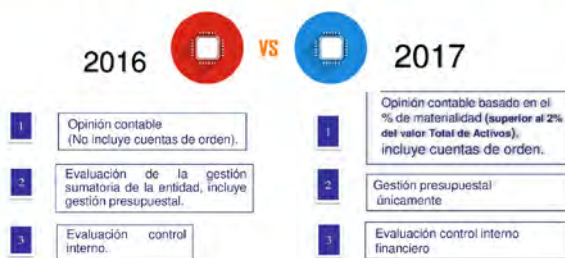 2016
VS
2017
1
Opinión contable
(No incluye cuentas de orden).
2
Evaluación de la gestión
sumatoria de la entidad, incluye
gestión presupuestal.
3
Evaluación control
interno.
1
Opinión contable basado en el
% de materialidad (superior al 2%
del valor Total de Activos),
incluye cuentas de orden.
2
Gestión presupuestal
únicamente
3
Evaluación control interno
financiero